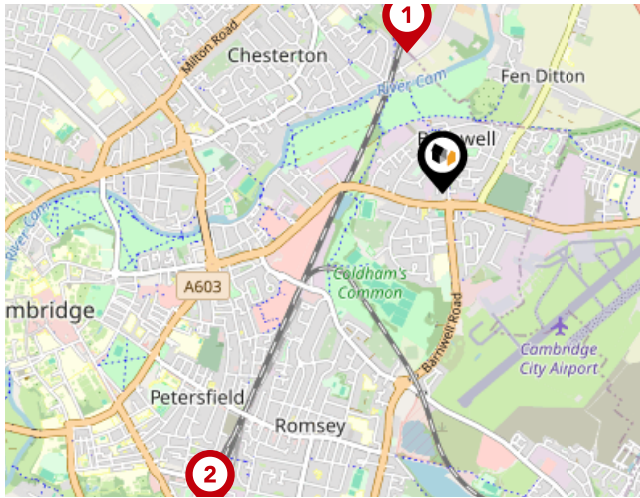 1
Milton Road
Chesterton
River Cam
Fen Ditton
River Cam
A603
Coldham's
Common
mbridge
Barnwell Road
Cambridge
City Airport
Petersfield
Romsey
2